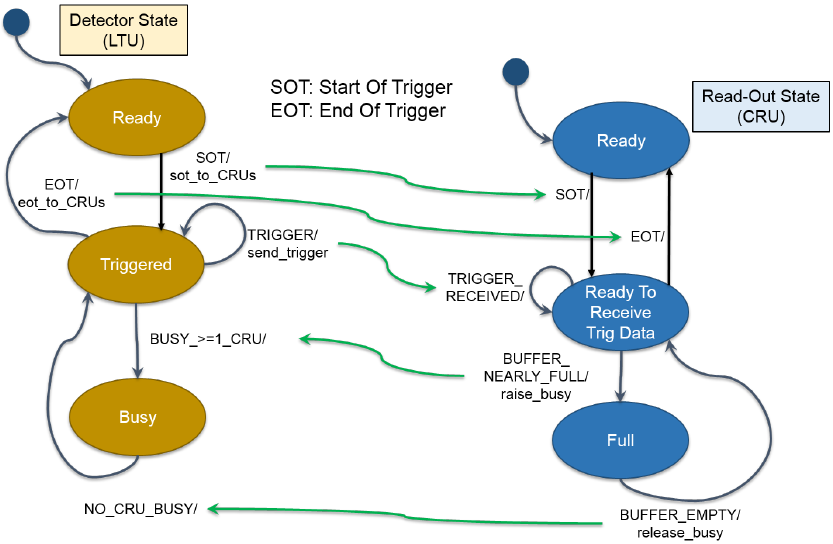 Detector State
(LTU)
SOT: Start Of Trigger
EOT: End Of Trigger
Read-Out State
(CRU)
Ready
Ready
SOT/
sot_to_CRUs
EOT/
eot_to_CRUs
SOT/
EOT/
TRIGGER/
send_trigger
Triggered
TRIGGER_
RECEIVED/
Ready To
Receive
Trig Data
BUSY_>=1_CRU/
BUFFER_
NEARLY_FULL/
raise_busy
Busy
Full
NO_CRU_BUSY/
BUFFER_EMPTY/
release_busy